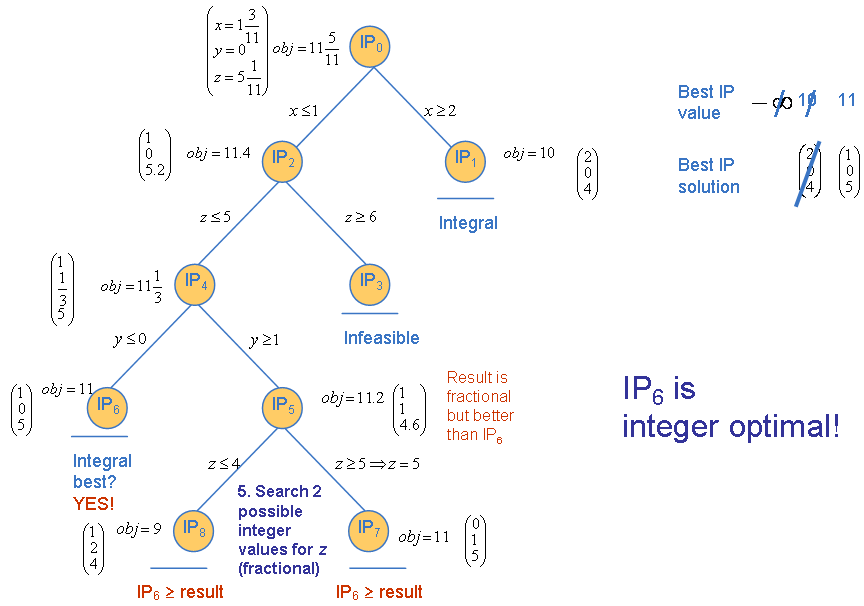 x = 1 3/11
y = 0
z = 5 1/11
obj = 11 5/11
IP0
x ≤ 1
x ≥ 2
Best IP
value
−∞ 10 11
1
0
5.2
obj = 11.4
IP2
IP1
obj = 10
2
0
4
Integral
Best IP
solution
2
0
4
1
0
5
z ≤ 5
z ≥ 6
1
1/3
5
obj = 11 1/3
IP4
IP3
Infeasible
y ≤ 0
y ≥ 1
1
0
5
obj = 11
IP6
Integral
best?
YES!
IP5
obj = 11.2
1
1
4.6
Result is
fractional
but better
than IP6
IP6 is
integer optimal!
z ≤ 4
z ≥ 5 ⇒ z = 5
5. Search 2
possible
integer
values for z
(fractional)
1
2
4
obj = 9
IP8
IP7
obj = 11
0
1
5
IP6 ≥ result
IP6 ≥ result